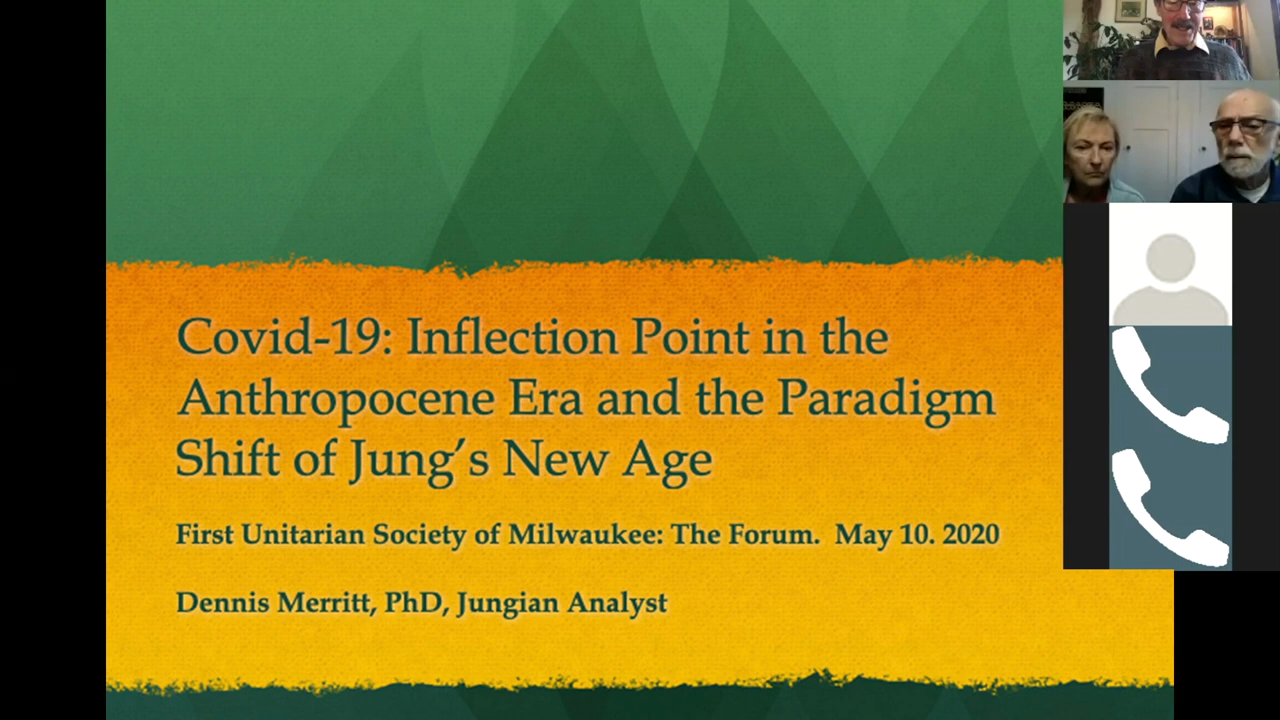 Covid-19: Inflection Point in the
Anthropocene Era and the Paradigm
Shift of Jung’s New Age
First Unitarian Society of Milwaukee: The Forum.  May 10. 2020
Dennis Merritt, PhD, Jungian Analyst